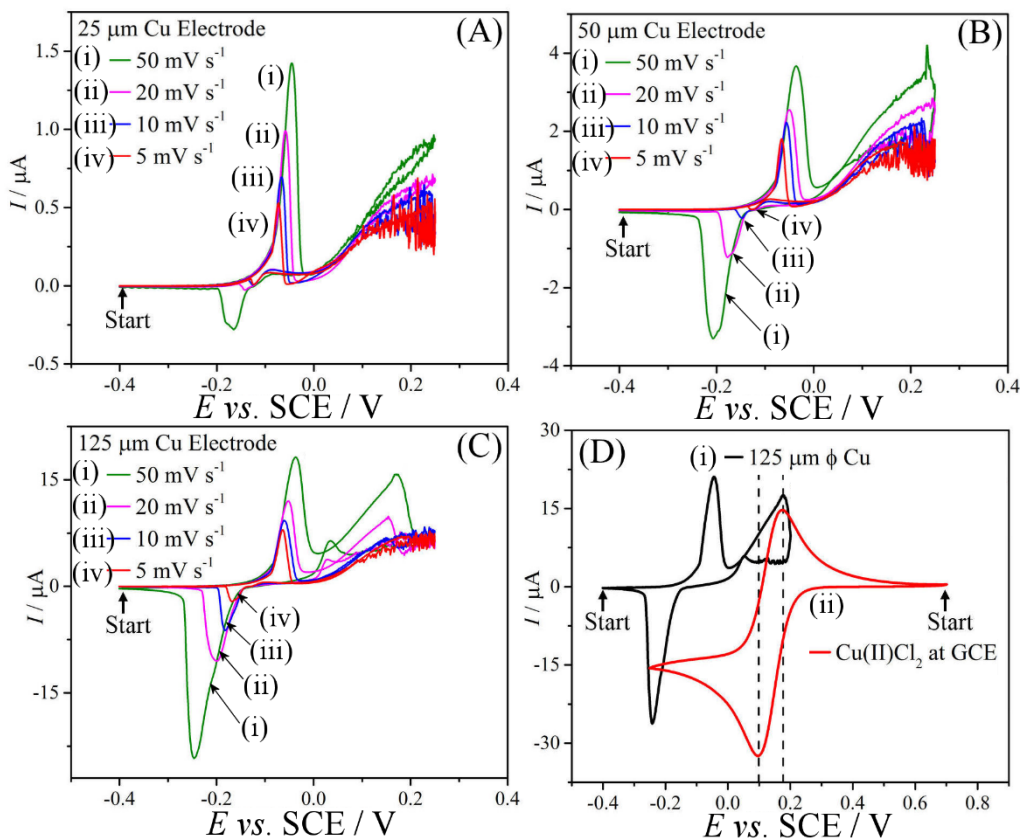 25 μm Cu Electrode
(A)
(i) 50 mV s⁻¹
(ii) 20 mV s⁻¹
(iii) 10 mV s⁻¹
(iv) 5 mV s⁻¹
(i)
(ii)
(iii)
(iv)
Start
1.5
1.0
0.5
0.0
-0.5
I / μA
-0.4 -0.2 0.0 0.2 0.4
E vs. SCE / V
50 μm Cu Electrode
(B)
(i) 50 mV s⁻¹
(ii) 20 mV s⁻¹
(iii) 10 mV s⁻¹
(iv) 5 mV s⁻¹
(iv)
(iii)
(ii)
(i)
Start
4
2
0
-2
-4
I / μA
-0.4 -0.2 0.0 0.2 0.4
E vs. SCE / V
125 μm Cu Electrode
(C)
(i) 50 mV s⁻¹
(ii) 20 mV s⁻¹
(iii) 10 mV s⁻¹
(iv) 5 mV s⁻¹
(iv)
(iii)
(ii)
(i)
Start
15
0
-15
I / μA
-0.4 -0.2 0.0 0.2 0.4
E vs. SCE / V
(D)
(i) 125 μm ϕ Cu
(ii)
Cu(II)Cl₂ at GCE
Start
Start
30
15
0
-15
-30
I / μA
-0.4 -0.2 0.0 0.2 0.4 0.6 0.8
E vs. SCE / V